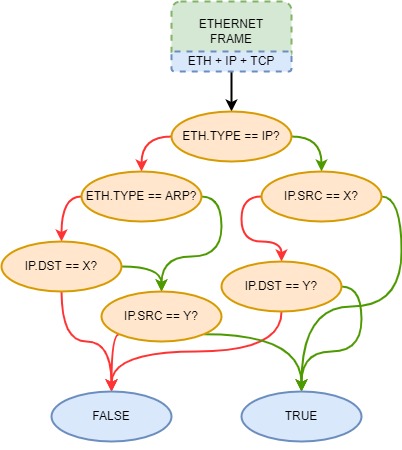 ETHERNET
FRAME
ETH + IP + TCP
ETH.TYPE == IP?
ETH.TYPE == ARP?
IP.SRC == X?
IP.DST == X?
IP.DST == Y?
IP.SRC == Y?
FALSE
TRUE